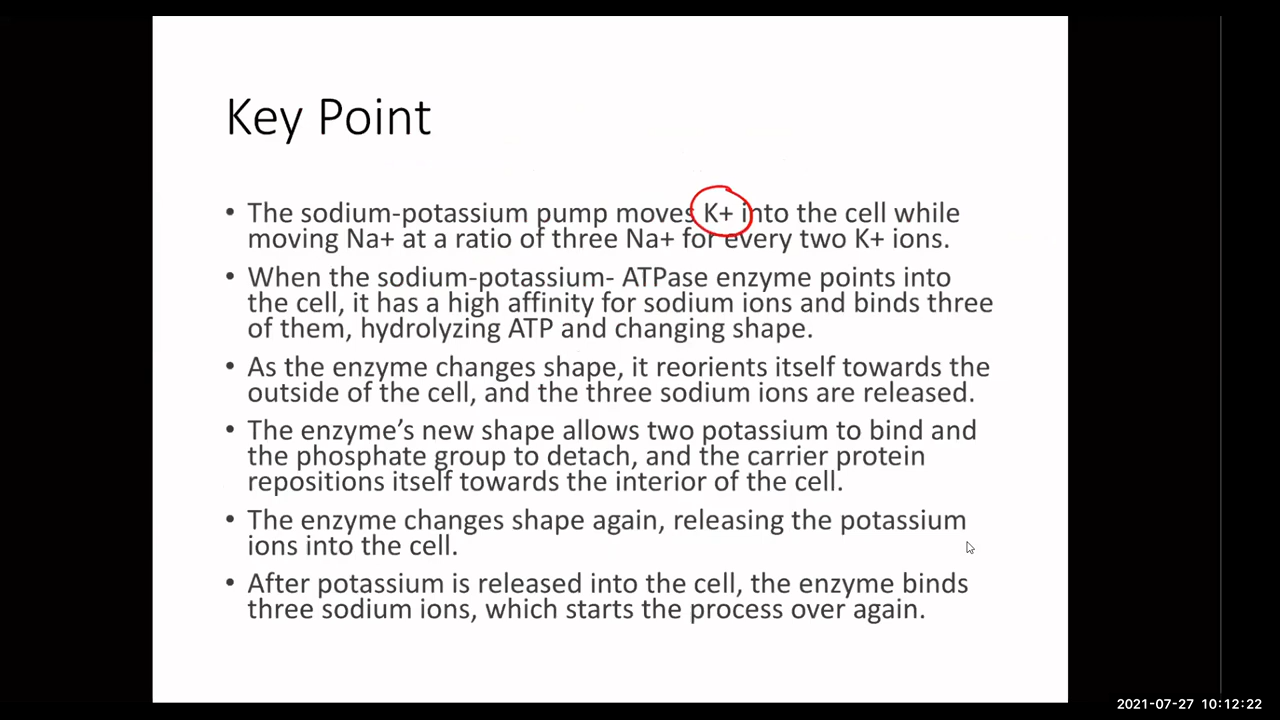 Key Point
• The sodium-potassium pump moves K+ into the cell while
moving Na+ at a ratio of three Na+ for every two K+ ions.
• When the sodium-potassium- ATPase enzyme points into
the cell, it has a high affinity for sodium ions and binds three
of them, hydrolyzing ATP and changing shape.
• As the enzyme changes shape, it reorients itself towards the
outside of the cell, and the three sodium ions are released.
• The enzyme’s new shape allows two potassium to bind and
the phosphate group to detach, and the carrier protein
repositions itself towards the interior of the cell.
• The enzyme changes shape again, releasing the potassium
ions into the cell.
• After potassium is released into the cell, the enzyme binds
three sodium ions, which starts the process over again.
2021-07-27 10:12:22